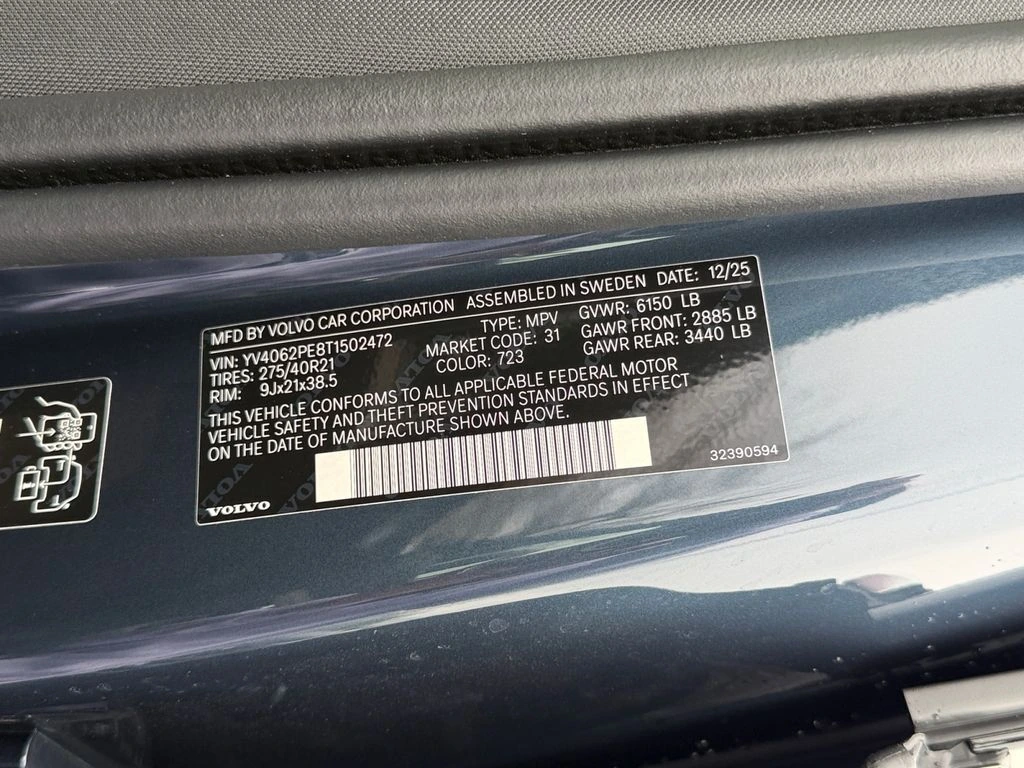 MFD BY VOLVO CAR CORPORATION ASSEMBLED IN SWEDEN DATE: 12/25
VIN: YV4062PE8T1502472 TYPE: MPV GVWR: 6150 LB
TIRES: 275/40R21 MARKET CODE: 31 GAWR FRONT: 2885 LB
RIM: 9Jx21x38.5 COLOR: 723 GAWR REAR: 3440 LB
THIS VEHICLE CONFORMS TO ALL APPLICABLE FEDERAL MOTOR
VEHICLE SAFETY AND THEFT PREVENTION STANDARDS IN EFFECT
ON THE DATE OF MANUFACTURE SHOWN ABOVE.
32390594
VOLVO